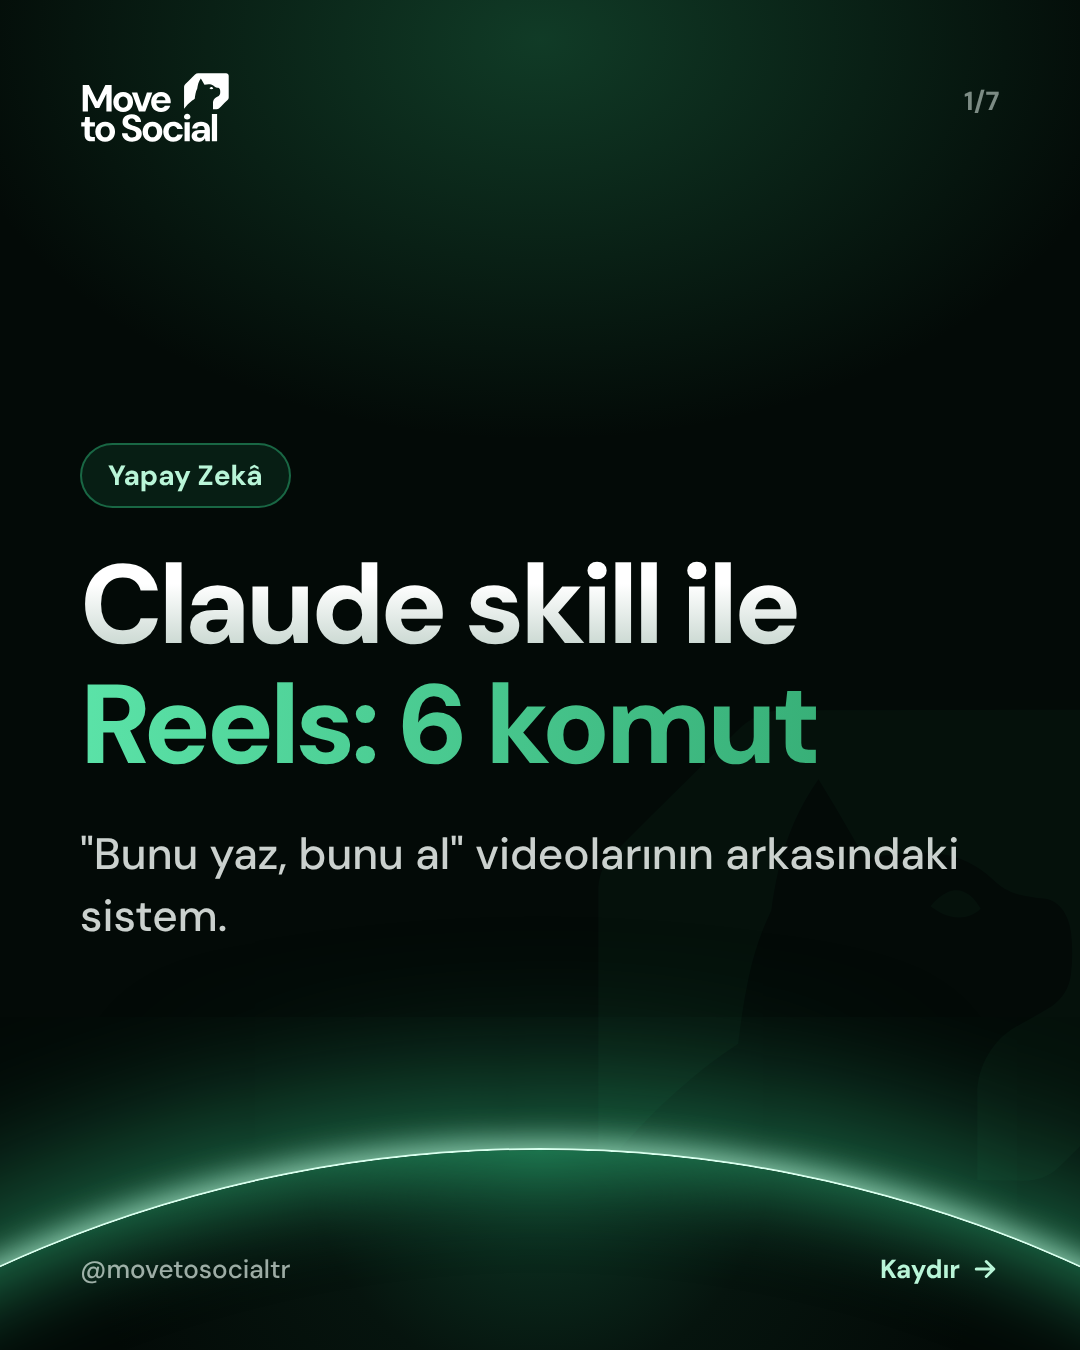 Move
to Social
1/7
Yapay Zekâ
Claude skill ile
Reels: 6 komut
"Bunu yaz, bunu al" videolarının arkasındaki
sistem.
@movetosocialtr
Kaydır →